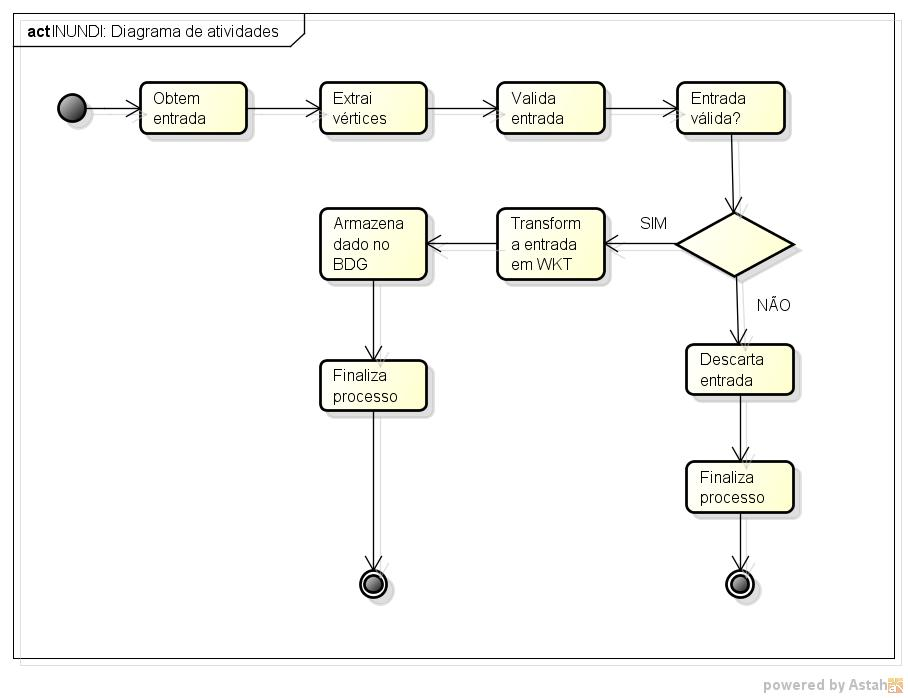 act INUNDI: Diagrama de atividades
Obtem
entrada
Extrai
vértices
Valida
entrada
Entrada
válida?
Armazena
dado no
BDG
Transform
a entrada
em WKT
SIM
NÃO
Descarta
entrada
Finaliza
processo
Finaliza
processo
powered by Astah